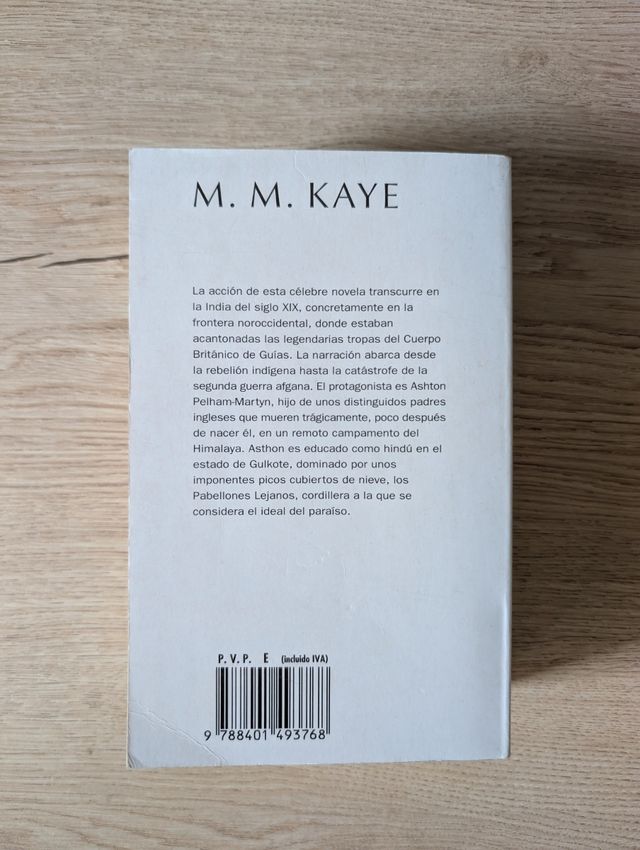 M. M. KAYE
La acción de esta célebre novela transcurre en
la India del siglo XIX, concretamente en la
frontera noroccidental, donde estaban
acantonadas las legendarias tropas del Cuerpo
Británico de Guías. La narración abarca desde
la rebelión indígena hasta la catástrofe de la
segunda guerra afgana. El protagonista es Ashton
Pelham-Martyn, hijo de unos distinguidos padres
ingleses que mueren trágicamente, poco después
de nacer él, en un remoto campamento del
Himalaya. Asthon es educado como hindú en el
estado de Gulkote, dominado por unos
imponentes picos cubiertos de nieve, los
Pabellones Lejanos, cordillera a la que se
considera el ideal del paraíso.
P. V. P. E (incluido IVA)
9 788401 493768